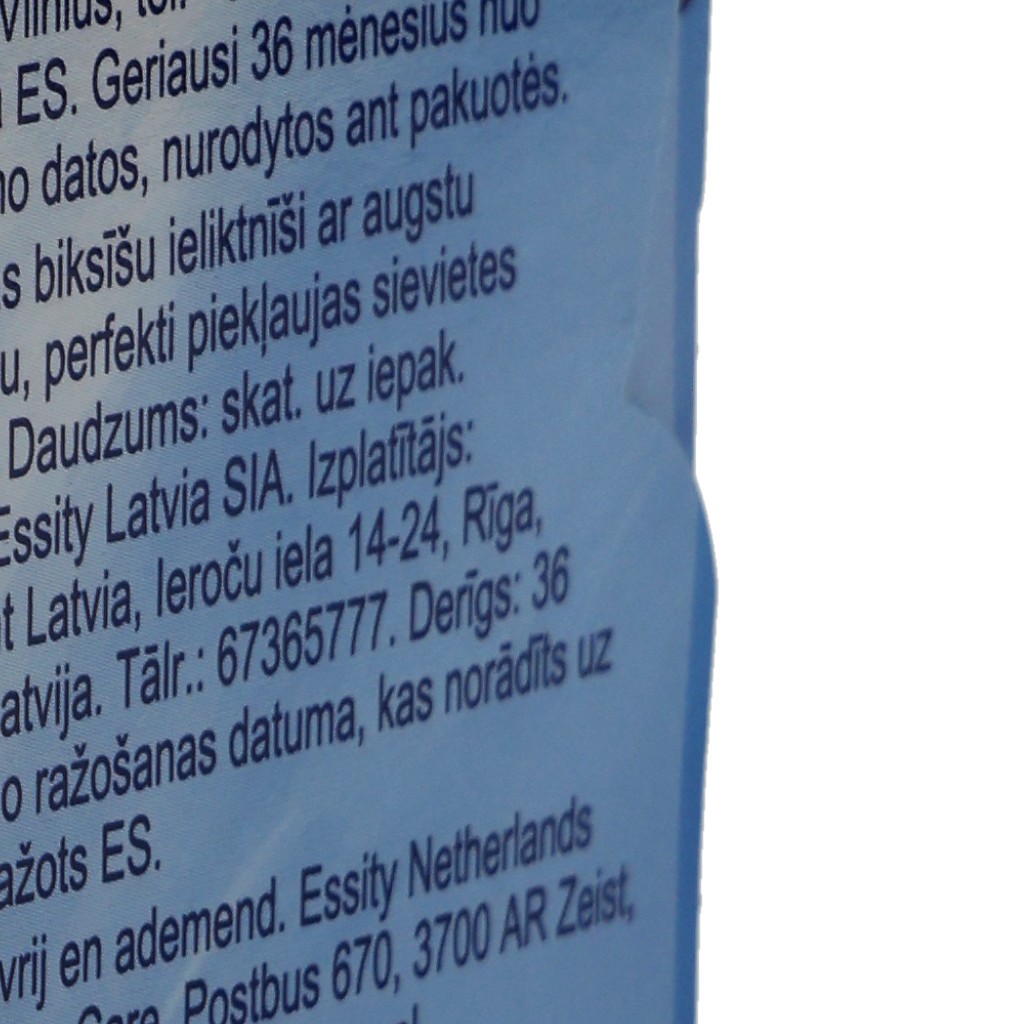 Vilnius,
ES. Geriausi 36 mėnesius nuo
datos, nurodytos ant pakuotės.
s biksīšu ieliktnīši ar augstu
u, perfekti piekļaujas sievietes
Daudzums: skat. uz iepak.
Essity Latvia SIA. Izplatītājs:
t Latvia, Ieroču iela 14-24, Rīga,
atvija. Tālr.: 67365777. Derīgs: 36
o ražošanas datuma, kas norādīts uz
ažots ES.
vrij en ademend. Essity Netherlands
Care, Postbus 670, 3700 AR Zeist,